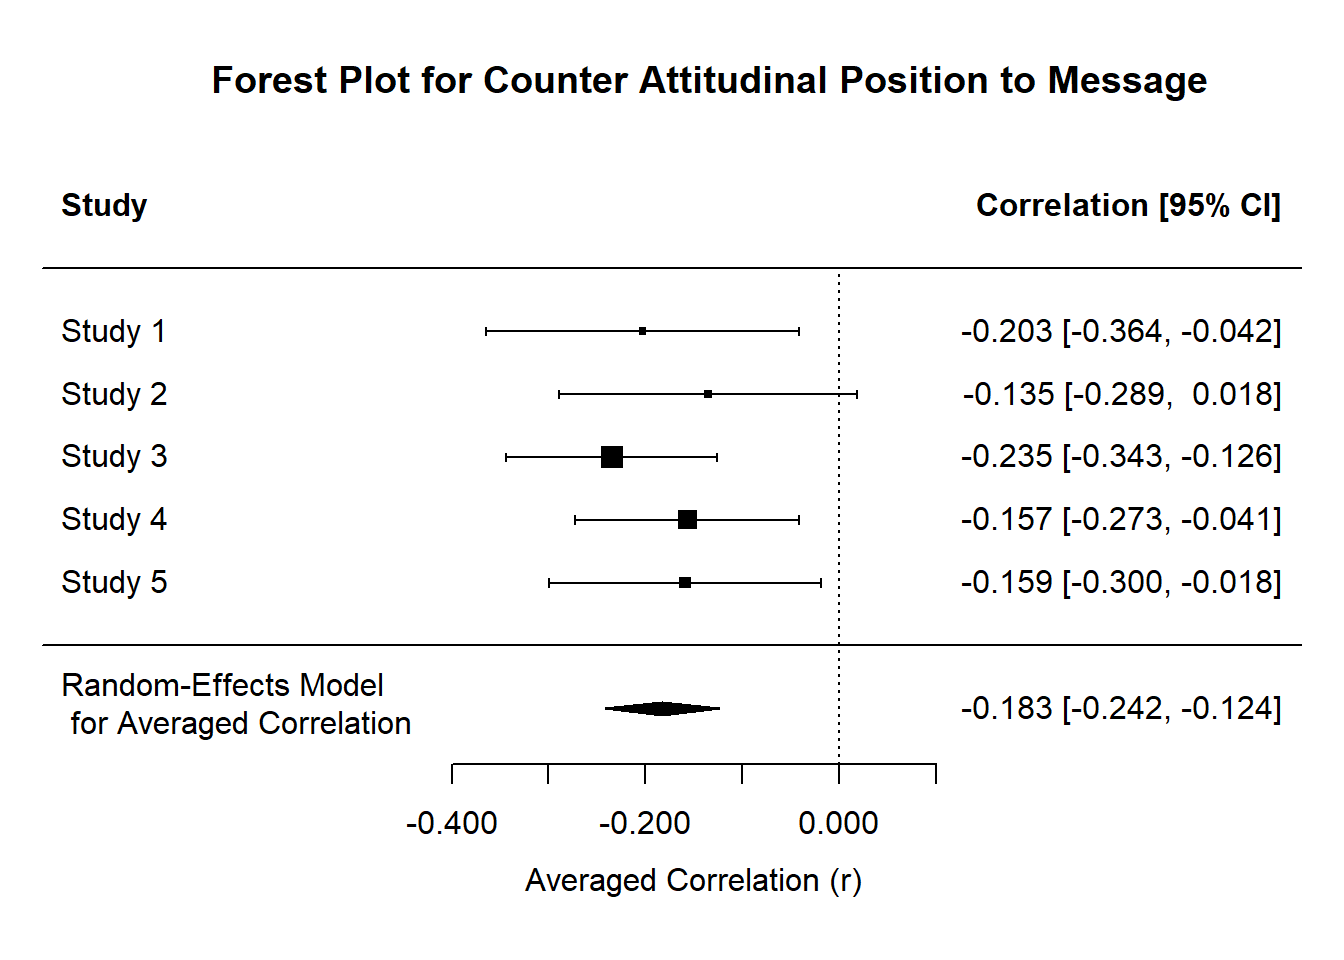 Forest Plot for Counter Attitudinal Position to Message
Study Correlation [95% CI]
Study 1 -0.203 [-0.364, -0.042]
Study 2 -0.135 [-0.289, 0.018]
Study 3 -0.235 [-0.343, -0.126]
Study 4 -0.157 [-0.273, -0.041]
Study 5 -0.159 [-0.300, -0.018]
Random-Effects Model
for Averaged Correlation -0.183 [-0.242, -0.124]
-0.400 -0.200 0.000
Averaged Correlation (r)